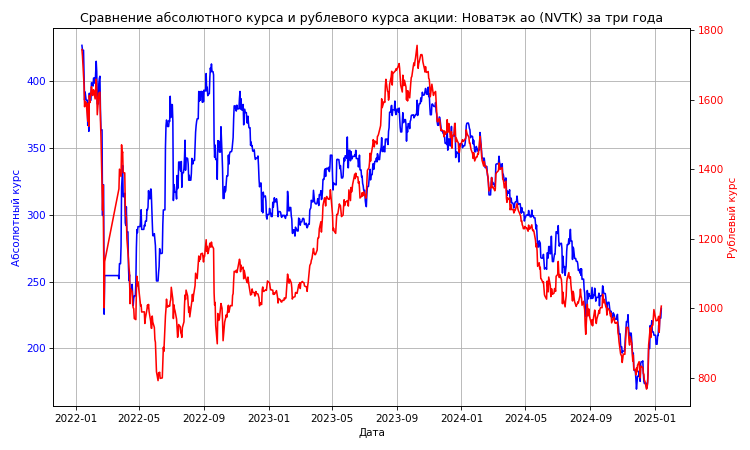 Сравнение абсолютного курса и рублевого курса акции: Новатэк ао (NVTK) за три года
Абсолютный курс
400
350
300
250
200
1800
1600
1400
1200
1000
800
Рублевый курс
2022-01 2022-05 2022-09 2023-01 2023-05 2023-09 2024-01 2024-05 2024-09 2025-01
Дата